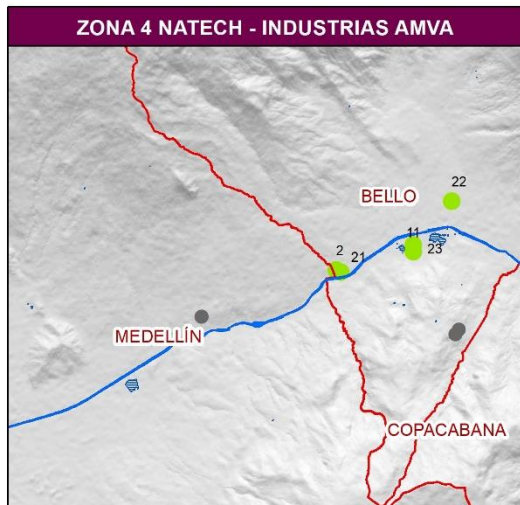 ZONA 4 NATECH - INDUSTRIAS AMVA
22
BELLO
11
2
21
23
MEDELLÍN
COPACABANA